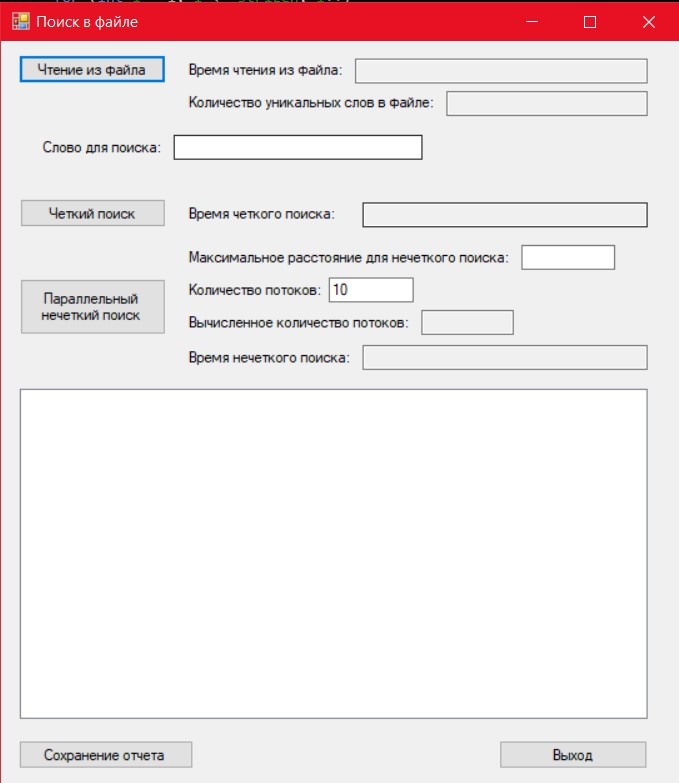 Поиск в файле
Чтение из файла
Время чтения из файла:
Количество уникальных слов в файле:
Слово для поиска:
Четкий поиск
Время четкого поиска:
Максимальное расстояние для нечеткого поиска:
Параллельный
нечеткий поиск
Количество потоков: 10
Вычисленное количество потоков:
Время нечеткого поиска:
Сохранение отчета
Выход